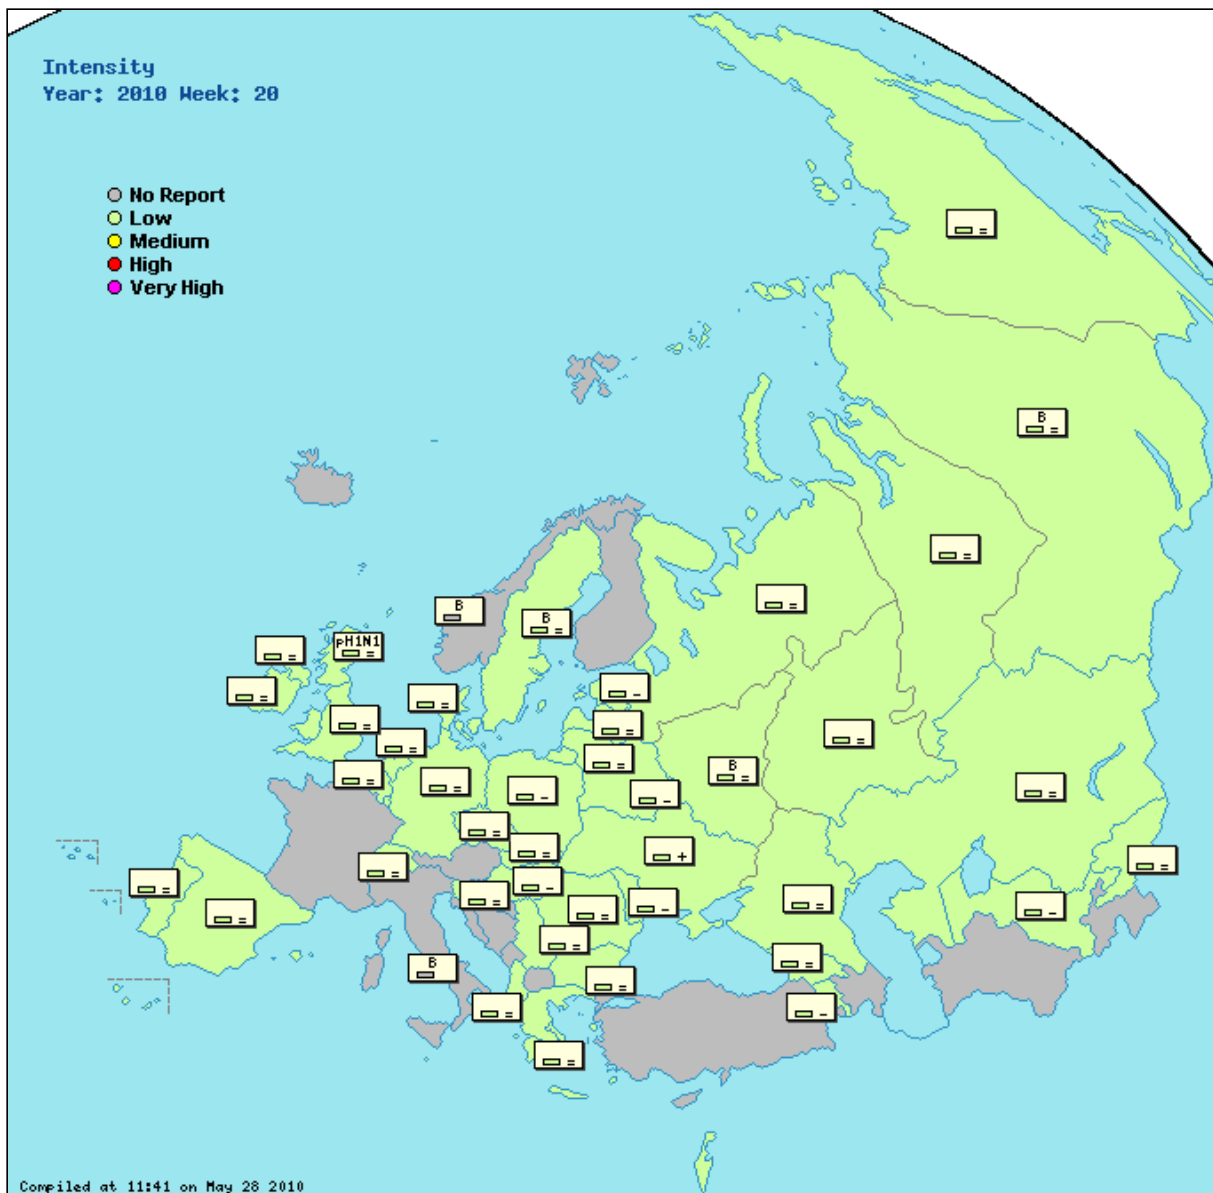 Intensity
Year: 2010 Week: 20
No Report
Low
Medium
High
Very High
=
B
=
=
=
B
B
=
=
pH1N1
=
=
-
=
=
=
=
=
=
B
=
=
=
-
-
=
=
=
+
=
=
=
-
=
=
-
=
=
-
=
B
=
=
=
-
=
Compiled at 11:41 on May 28 2010